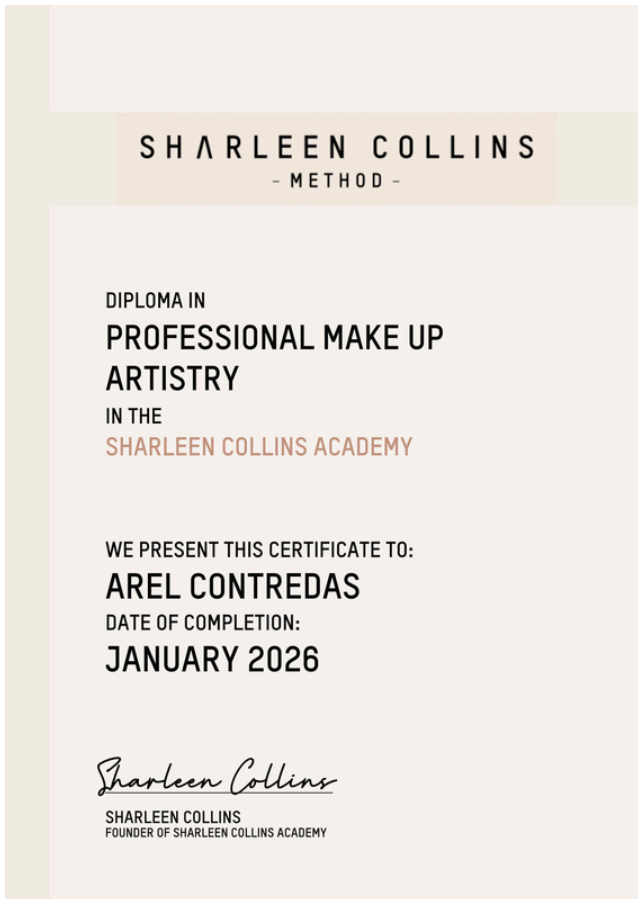 SHARLEEN COLLINS
- METHOD -
DIPLOMA IN
PROFESSIONAL MAKE UP
ARTISTRY
IN THE
SHARLEEN COLLINS ACADEMY
WE PRESENT THIS CERTIFICATE TO:
AREL CONTREDAS
DATE OF COMPLETION:
JANUARY 2026
Sharleen Collins
SHARLEEN COLLINS
FOUNDER OF SHARLEEN COLLINS ACADEMY